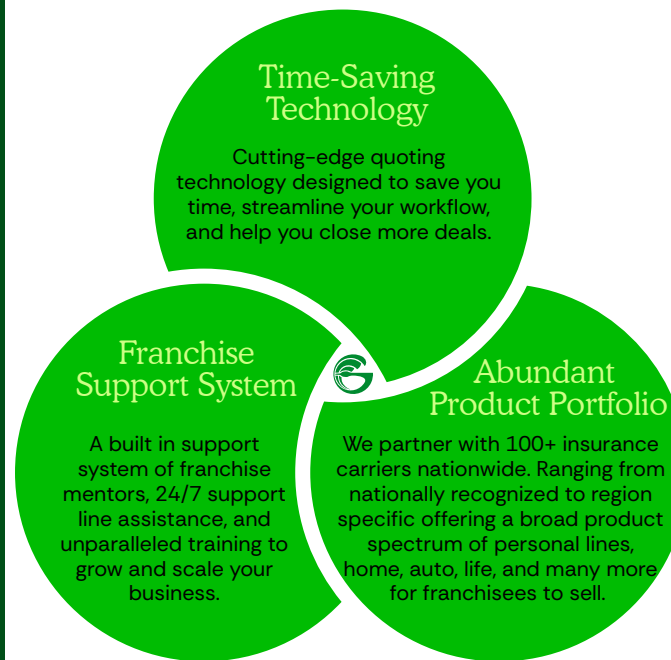 Time-Saving
Technology
Cutting-edge quoting
technology designed to save you
time, streamline your workflow,
and help you close more deals.
Franchise
Support System
A built in support
system of franchise
mentors, 24/7 support
line assistance, and
unparalleled training to
grow and scale your
business.
Abundant
Product Portfolio
We partner with 100+ insurance
carriers nationwide. Ranging from
nationally recognized to region
specific offering a broad product
spectrum of personal lines,
home, auto, life, and many more
for franchisees to sell.